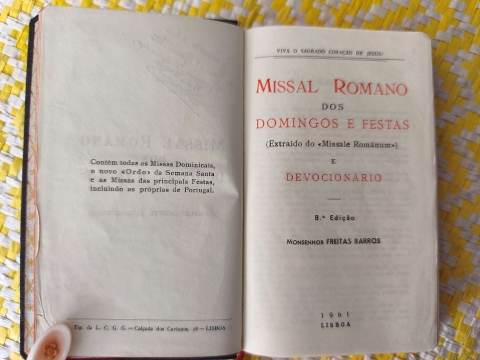 Contém todas as Missas Dominicais,
o novo «Ordo» da Semana Santa
e as Missas das principais Festas,
incluindo as próprias de Portugal.
Tip. da L. C. G. G. —Calçada dos Caetanos, 28 — LISBOA
VIVA O SAGRADO CORAÇÃO DE JESUS!
MISSAL ROMANO
DOS
DOMINGOS E FESTAS
(Extraído do «Missale Romanum»)
E
DEVOCIONÁRIO
8.ª Edição
MONSENHOR FREITAS BARROS
1961
LISBOA